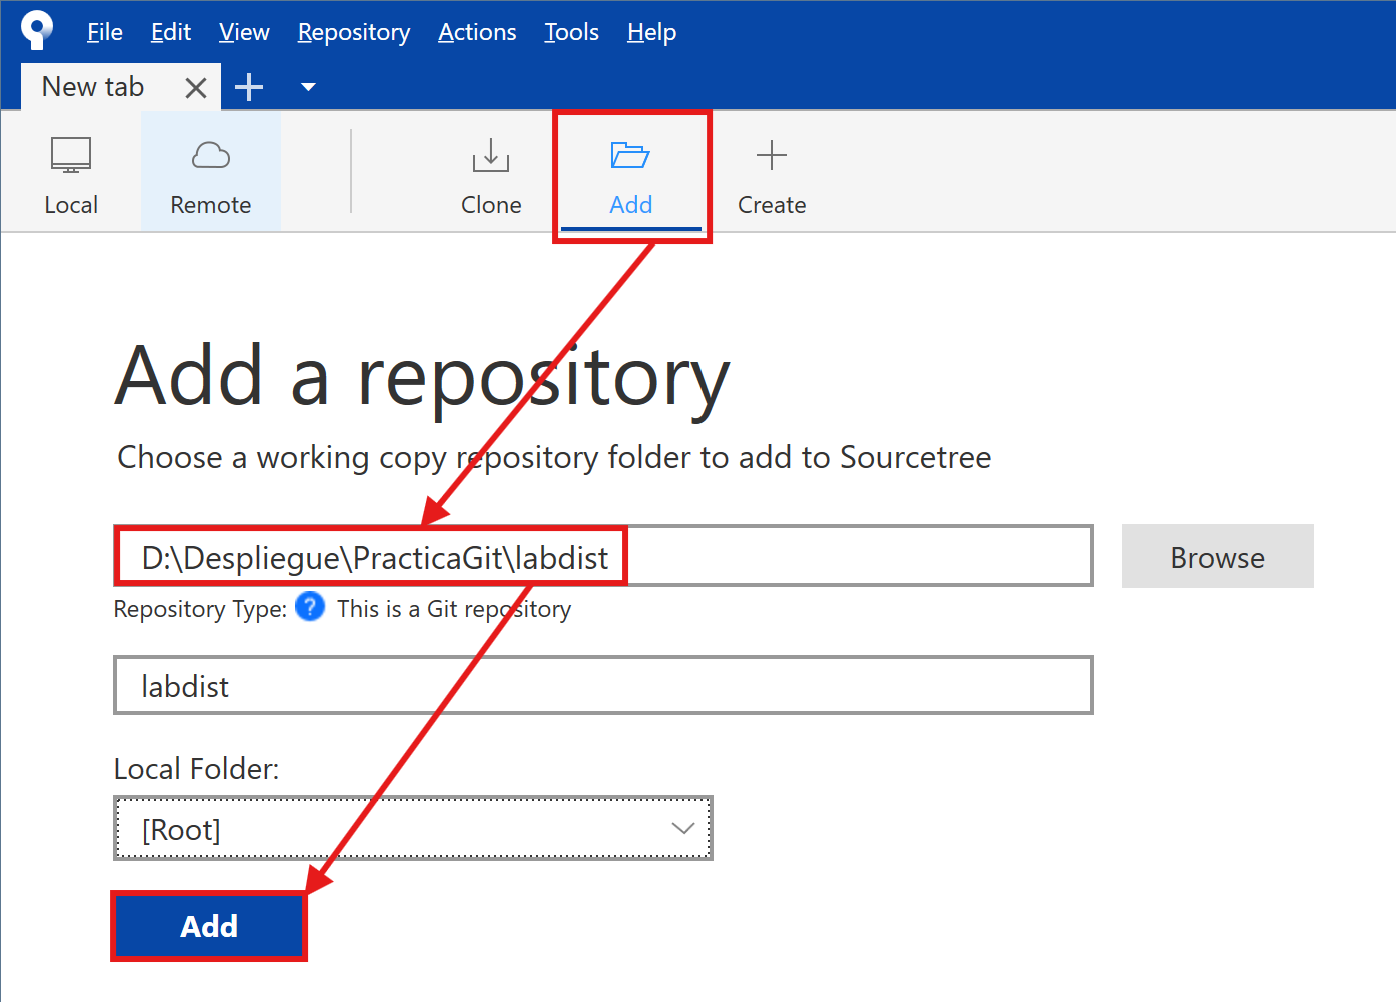 File Edit View Repository Actions Tools Help
New tab
Local Remote Clone Add Create
Add a repository
Choose a working copy repository folder to add to Sourcetree
D:\Despliegue\PracticaGit\labdist Browse
Repository Type: ? This is a Git repository
labdist
Local Folder:
[Root]
Add